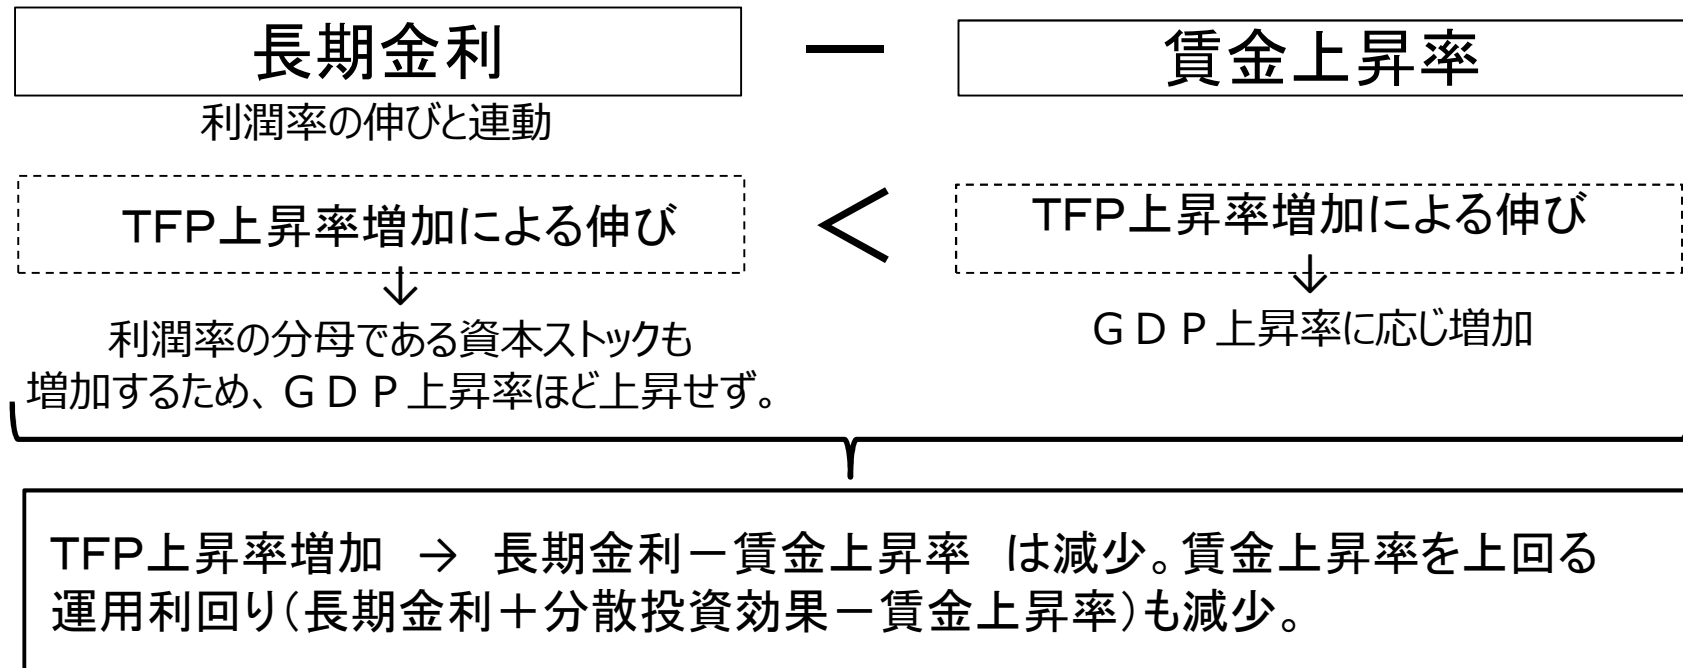 長期金利
ー
賃金上昇率
利潤率の伸びと連動
TFP上昇率増加による伸び
＜
TFP上昇率増加による伸び
↓
↓
利潤率の分母である資本ストックも
増加するため、ＧＤＰ上昇率ほど上昇せず。
ＧＤＰ上昇率に応じ増加
TFP上昇率増加　→　長期金利－賃金上昇率　は減少。賃金上昇率を上回る
運用利回り（長期金利＋分散投資効果－賃金上昇率）も減少。